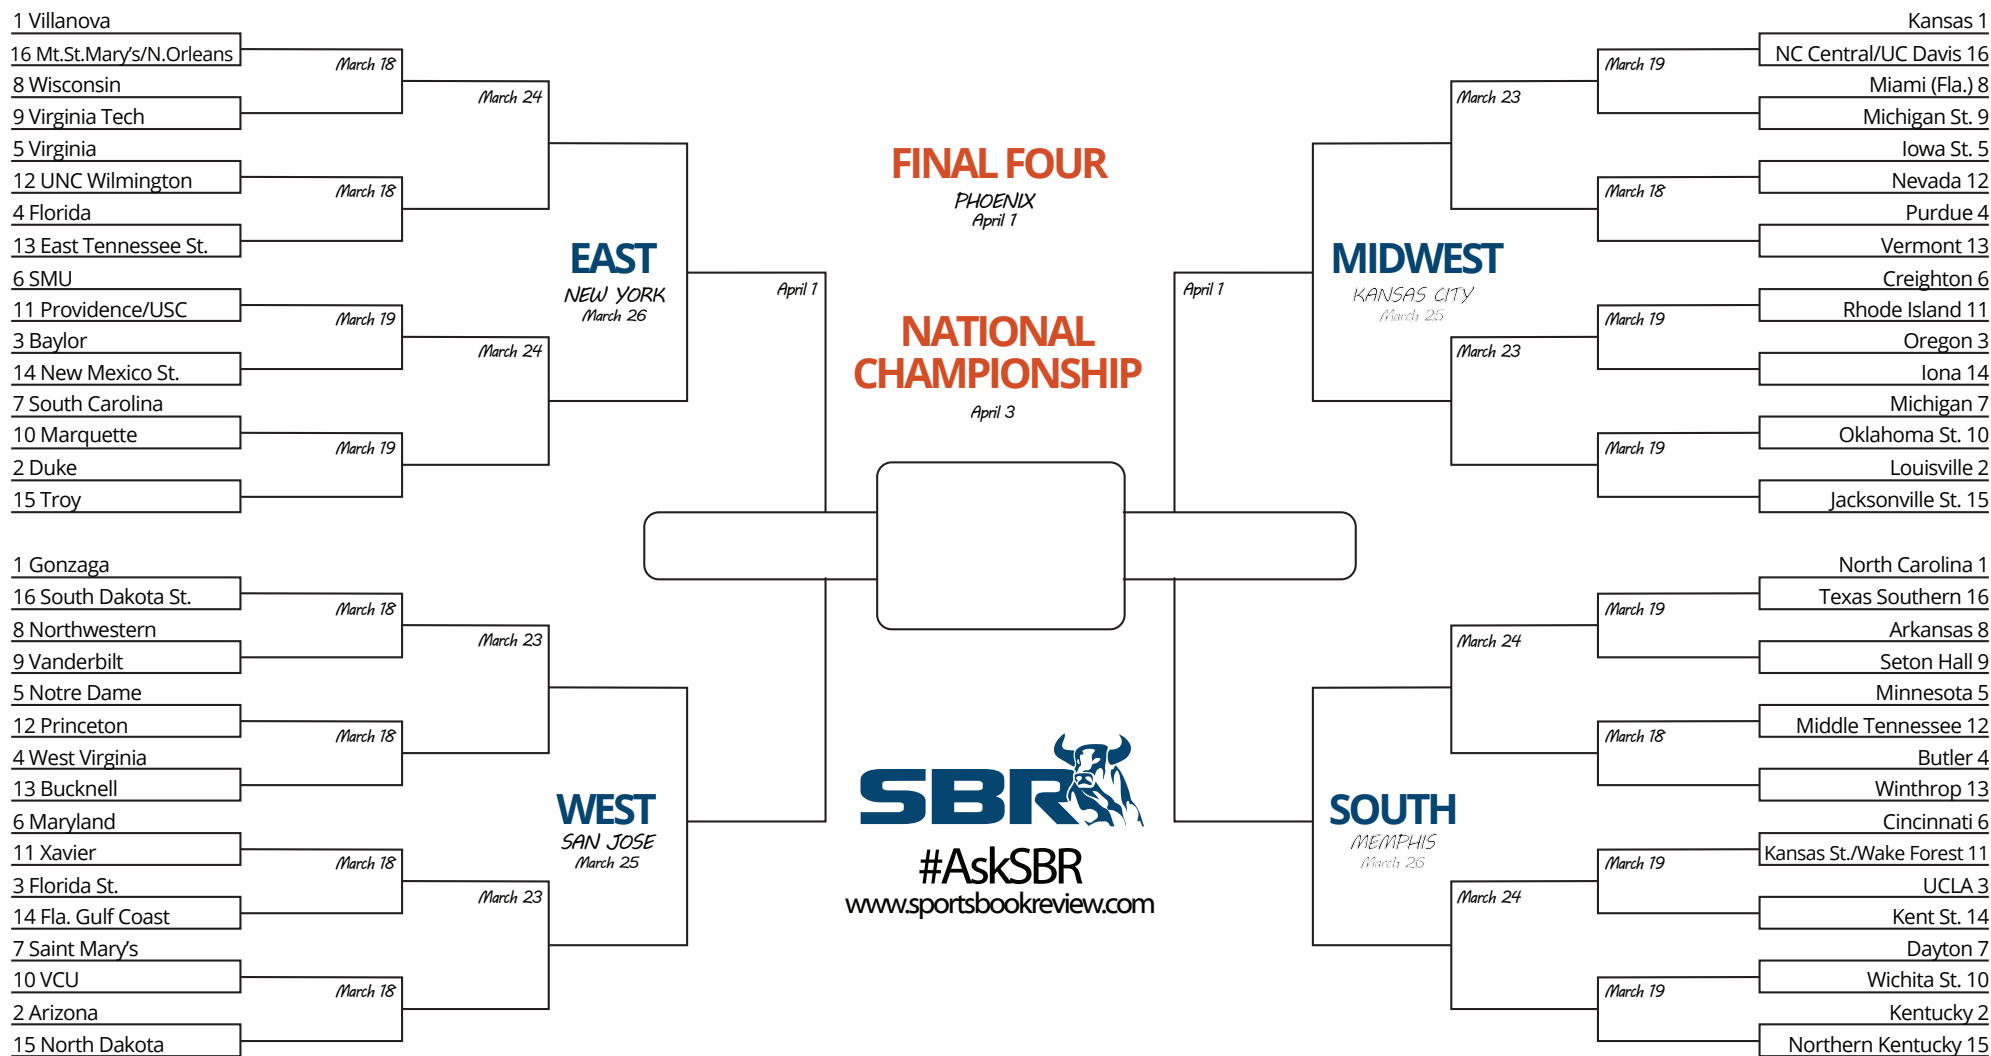 1 Villanova
16 Mt.St.Mary's/N.Orleans
March 18
8 Wisconsin
9 Virginia Tech
March 24
5 Virginia
12 UNC Wilmington
March 18
4 Florida
13 East Tennessee St.
EAST
NEW YORK
March 26
6 SMU
11 Providence/USC
March 19
3 Baylor
14 New Mexico St.
March 24
7 South Carolina
10 Marquette
March 19
2 Duke
15 Troy
April 1
1 Gonzaga
16 South Dakota St.
March 18
8 Northwestern
9 Vanderbilt
March 23
5 Notre Dame
12 Princeton
March 18
4 West Virginia
13 Bucknell
WEST
SAN JOSE
March 25
6 Maryland
11 Xavier
March 18
3 Florida St.
14 Fla. Gulf Coast
March 23
7 Saint Mary's
10 VCU
March 18
2 Arizona
15 North Dakota
FINAL FOUR
PHOENIX
April 1
NATIONAL
CHAMPIONSHIP
April 3
SBR
#AskSBR
www.sportsbookreview.com
Kansas 1
NC Central/UC Davis 16
March 19
Miami (Fla.) 8
Michigan St. 9
March 23
Iowa St. 5
Nevada 12
March 18
Purdue 4
Vermont 13
MIDWEST
KANSAS CITY
March 25
Creighton 6
Rhode Island 11
March 19
Oregon 3
Iona 14
March 23
Michigan 7
Oklahoma St. 10
March 19
Louisville 2
Jacksonville St. 15
April 1
North Carolina 1
Texas Southern 16
March 19
Arkansas 8
Seton Hall 9
March 24
Minnesota 5
Middle Tennessee 12
March 18
Butler 4
Winthrop 13
SOUTH
MEMPHIS
March 26
Cincinnati 6
Kansas St./Wake Forest 11
March 19
UCLA 3
Kent St. 14
March 24
Dayton 7
Wichita St. 10
March 19
Kentucky 2
Northern Kentucky 15